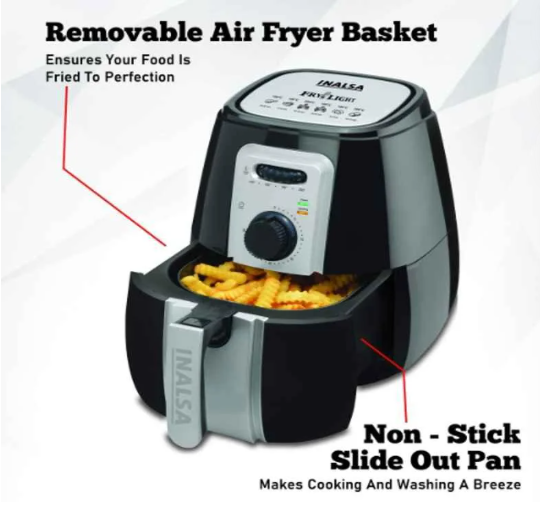 Removable Air Fryer Basket
Ensures Your Food Is
Fried To Perfection
INALSA
FRY LIGHT
INALSA
Non - Stick
Slide Out Pan
Makes Cooking And Washing A Breeze